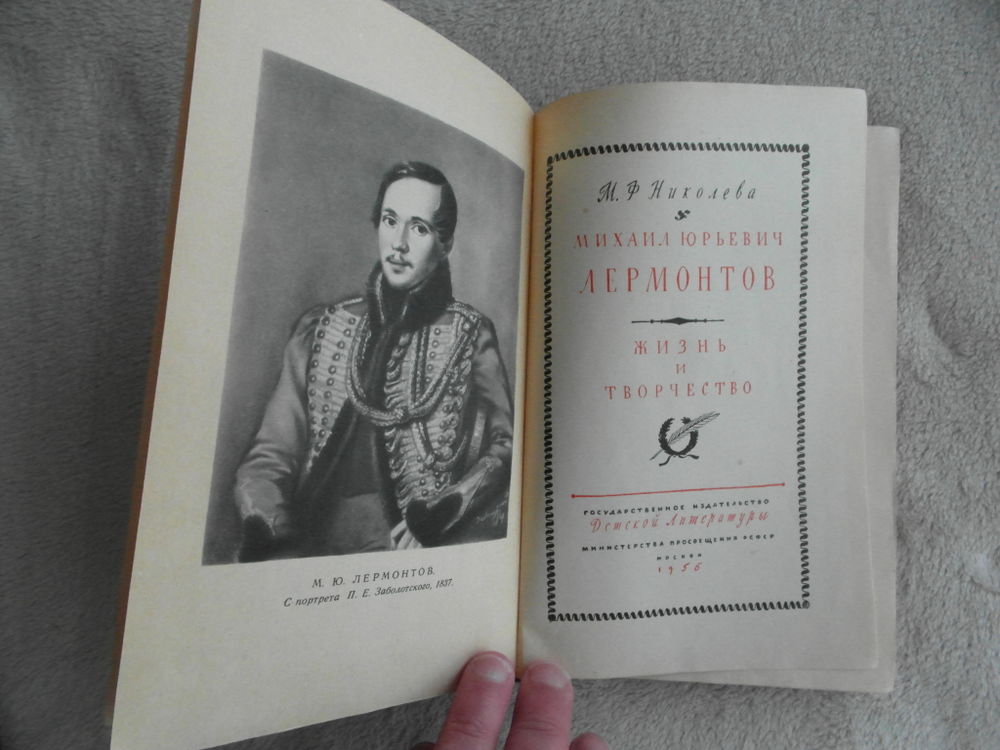 М. Ю. ЛЕРМОНТОВ.
С портрета П. Е. Заболотского, 1837.
М. Ф Николева
МИХАИЛ ЮРЬЕВИЧ
ЛЕРМОНТОВ
ЖИЗНЬ
И
ТВОРЧЕСТВО
ГОСУДАРСТВЕННОЕ ИЗДАТЕЛЬСТВО
Детской Литературы
МИНИСТЕРСТВА ПРОСВЕЩЕНИЯ РСФСР
МОСКВА
1956